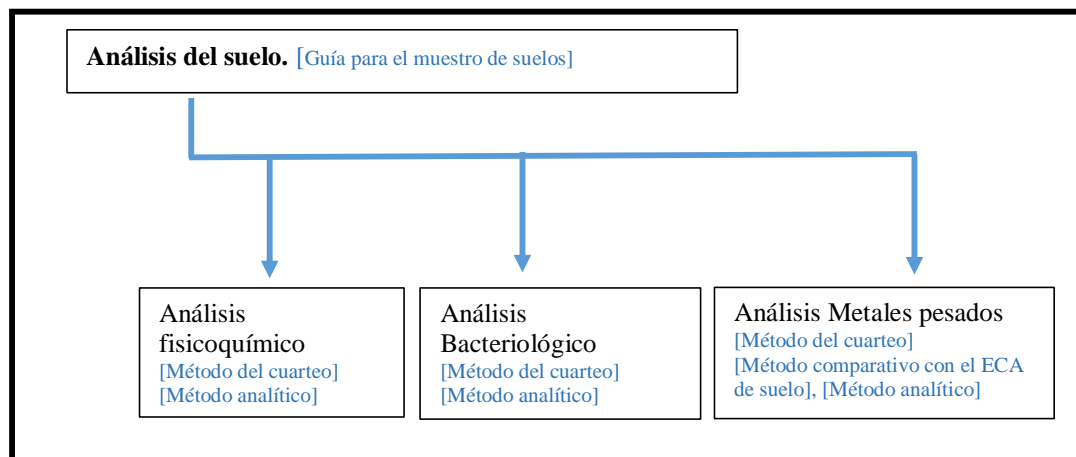 Análisis del suelo. [Guía para el muestro de suelos]
Análisis
fisicoquímico
[Método del cuarteo]
[Método analítico]
Análisis
Bacteriológico
[Método del cuarteo]
[Método analítico]
Análisis Metales pesados
[Método del cuarteo]
[Método comparativo con el ECA
de suelo], [Método analítico]